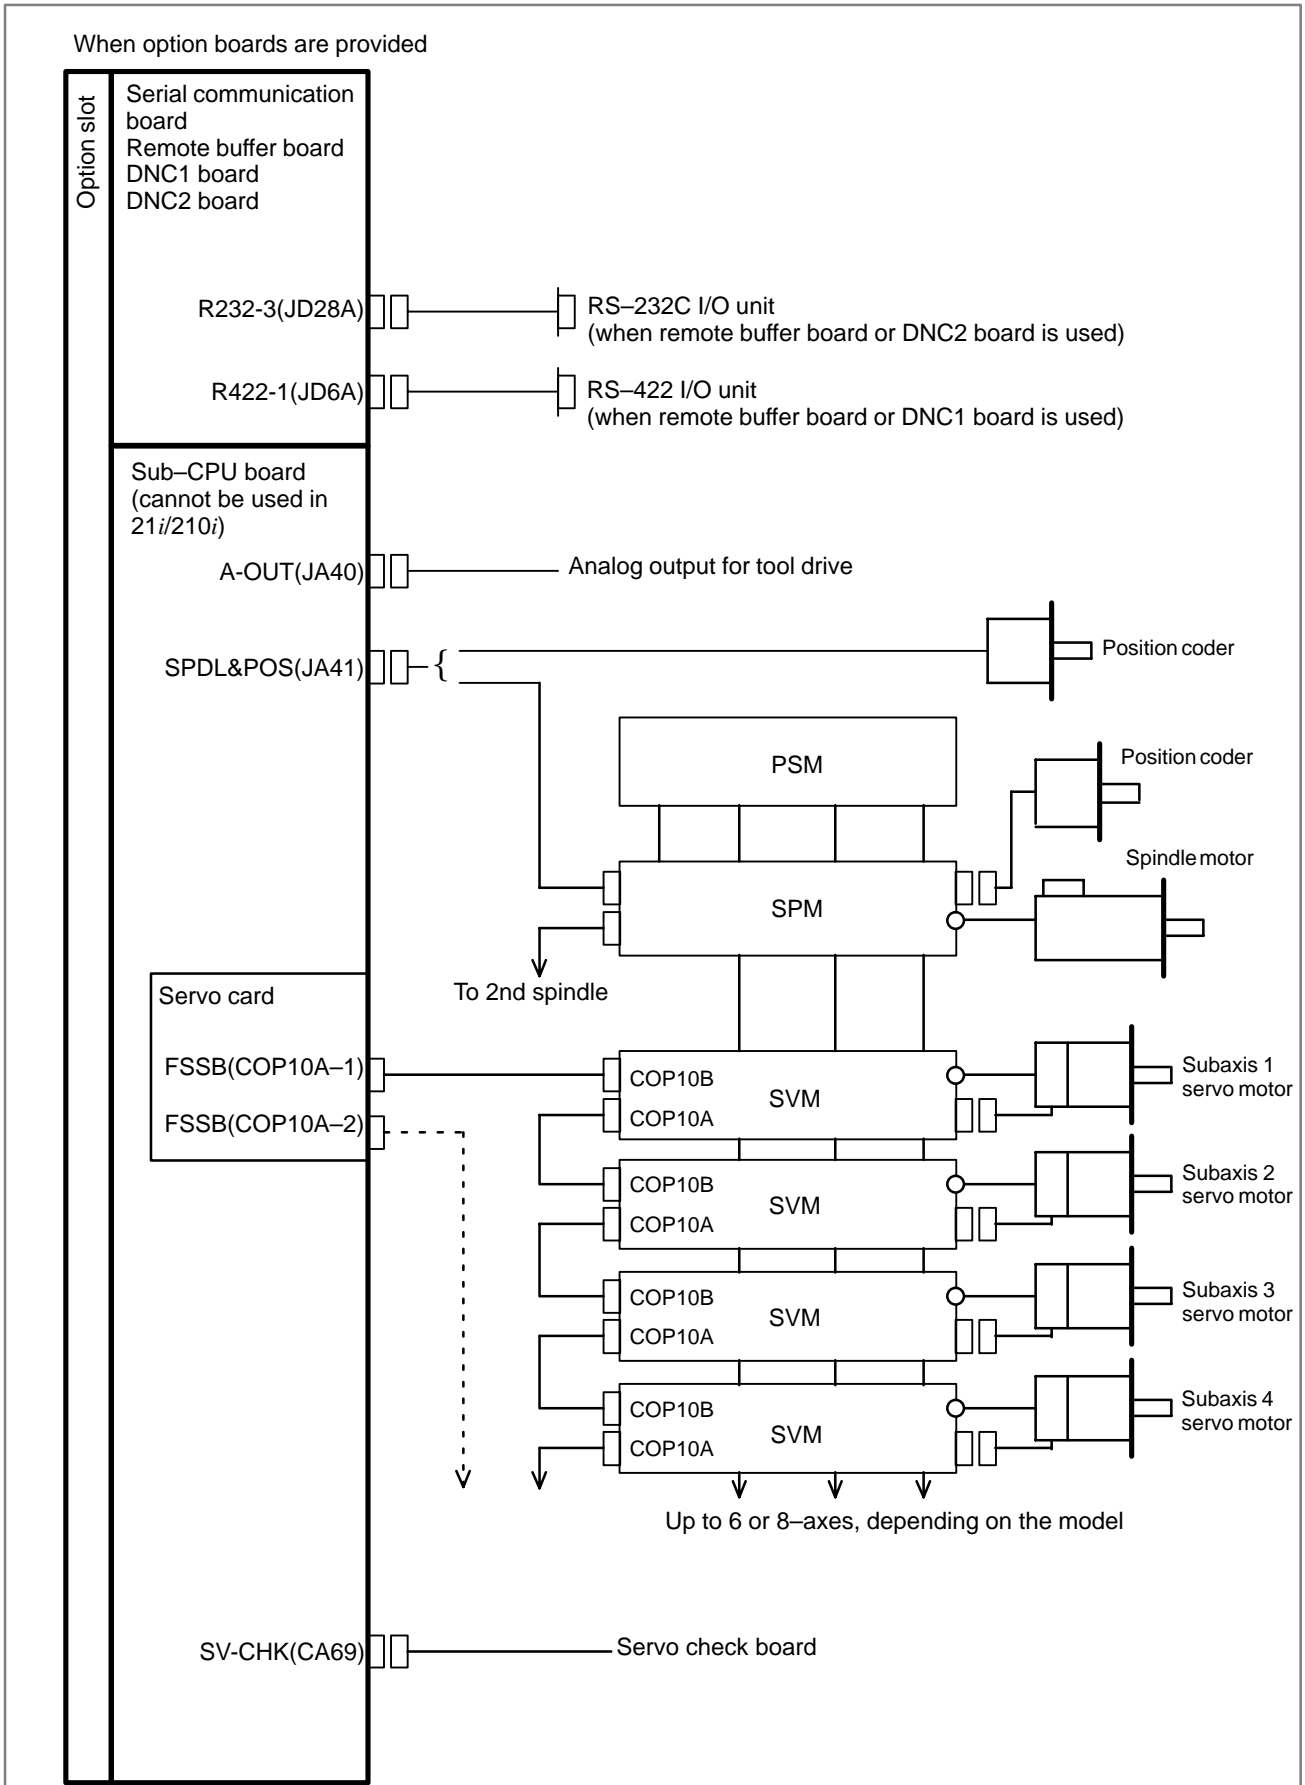 When option boards are provided
Option slot
Serial communication
board
Remote buffer board
DNC1 board
DNC2 board
R232-3(JD28A)
RS–232C I/O unit
(when remote buffer board or DNC2 board is used)
R422-1(JD6A)
RS–422 I/O unit
(when remote buffer board or DNC1 board is used)
Sub–CPU board
(cannot be used in
21i/210i)
A-OUT(JA40)
Analog output for tool drive
SPDL&POS(JA41)
{
Position coder
PSM
Position coder
Spindle motor
SPM
To 2nd spindle
Servo card
FSSB(COP10A–1)
FSSB(COP10A–2)
COP10B
COP10A
SVM
Subaxis 1
servo motor
COP10B
COP10A
SVM
Subaxis 2
servo motor
COP10B
COP10A
SVM
Subaxis 3
servo motor
COP10B
COP10A
SVM
Subaxis 4
servo motor
Up to 6 or 8–axes, depending on the model
SV-CHK(CA69)
Servo check board